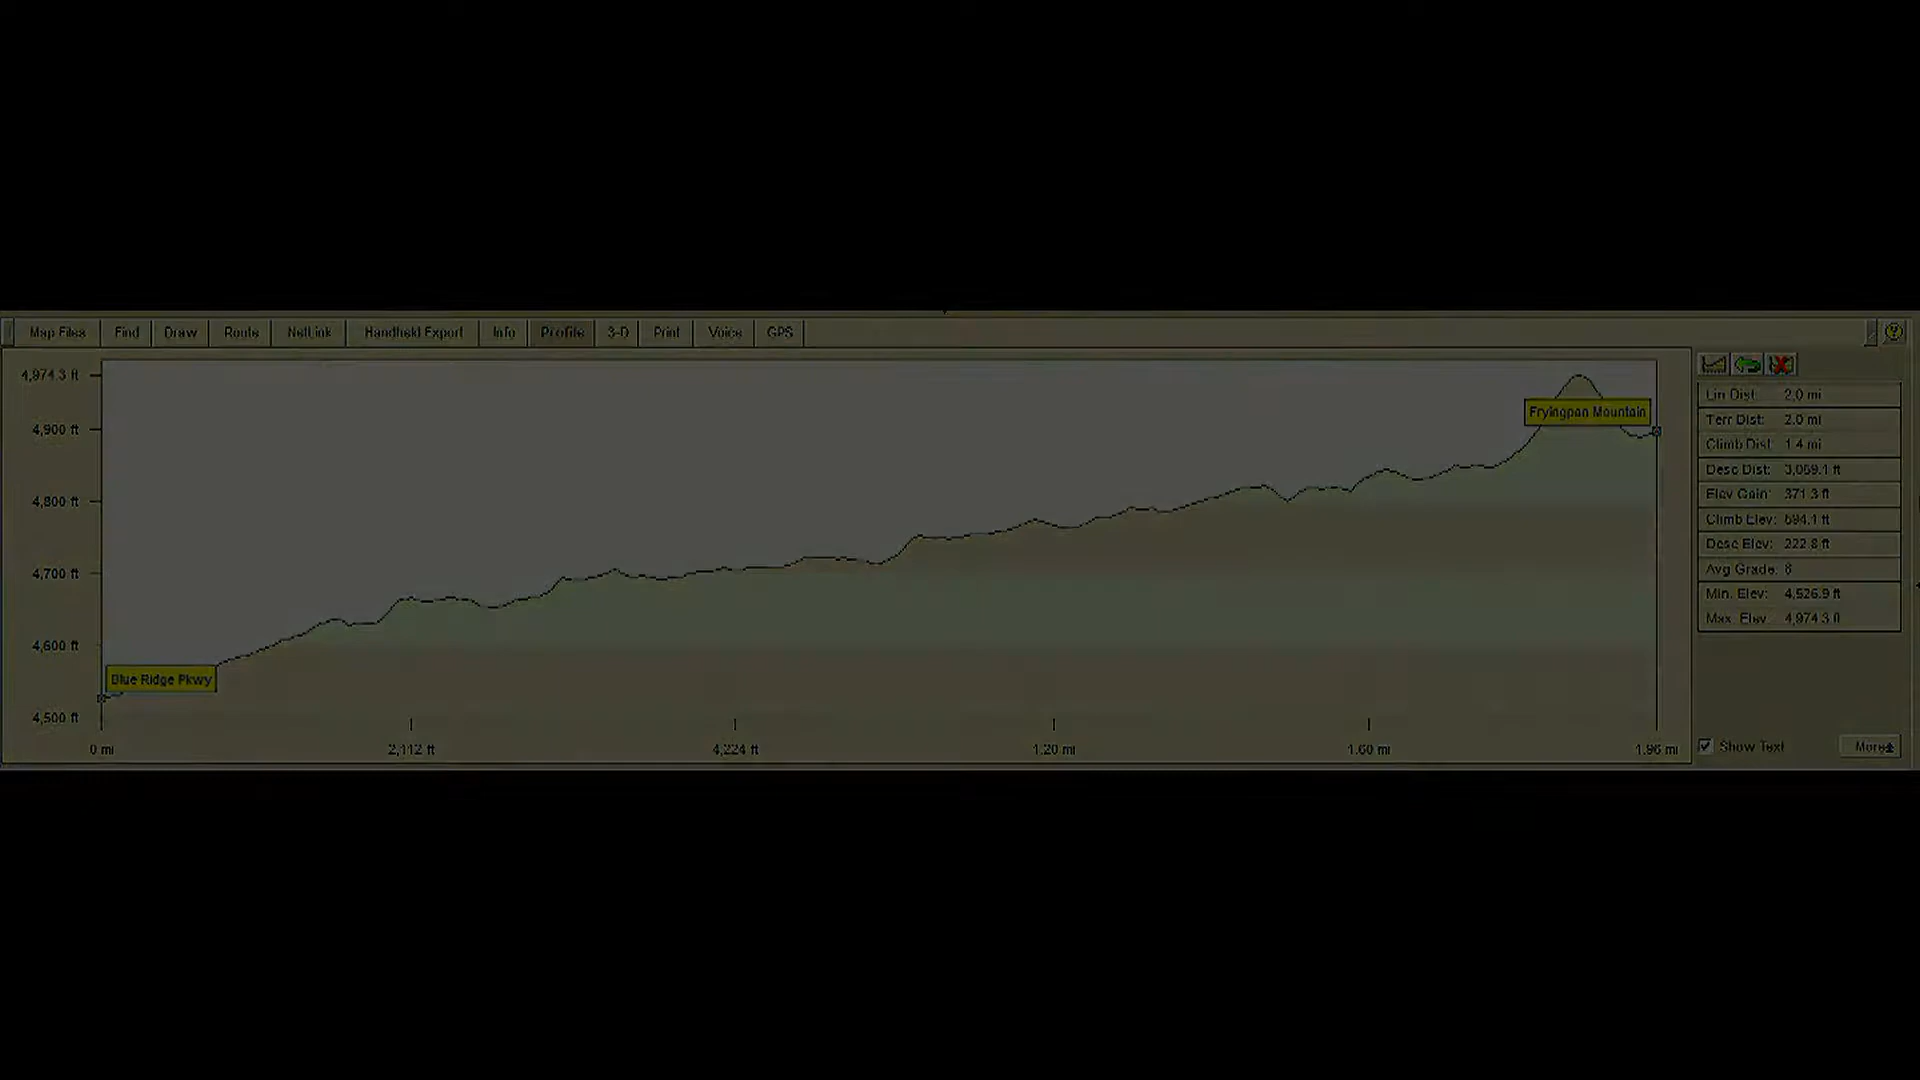 Map Files Find Draw Route NetLink Handheld Export Info Profile 3-D Print Voice GPS
4,974.3 ft
4,900 ft
4,800 ft
4,700 ft
4,600 ft
4,500 ft
Fryingpan Mountain
Blue Ridge Pkwy
0 mi 2,112 ft 4,224 ft 1.20 mi 1.60 mi 1.96 mi
Lin Dist: 2.0 mi
Terr Dist: 2.0 mi
Climb Dist: 1.4 mi
Desc Dist: 3,059.1 ft
Elev Gain: 371.3 ft
Climb Elev: 594.1 ft
Desc Elev: 222.8 ft
Avg Grade: 6
Min. Elev: 4,526.9 ft
Max. Elev: 4,974.3 ft
Show Text More